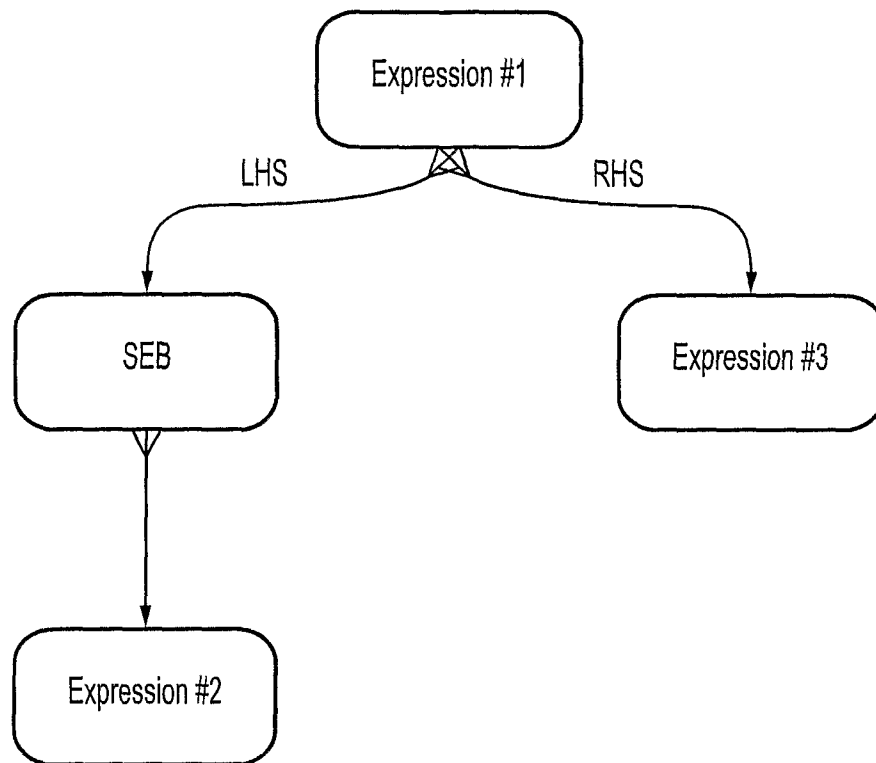 Expression #1
LHS
RHS
SEB
Expression #3
Expression #2